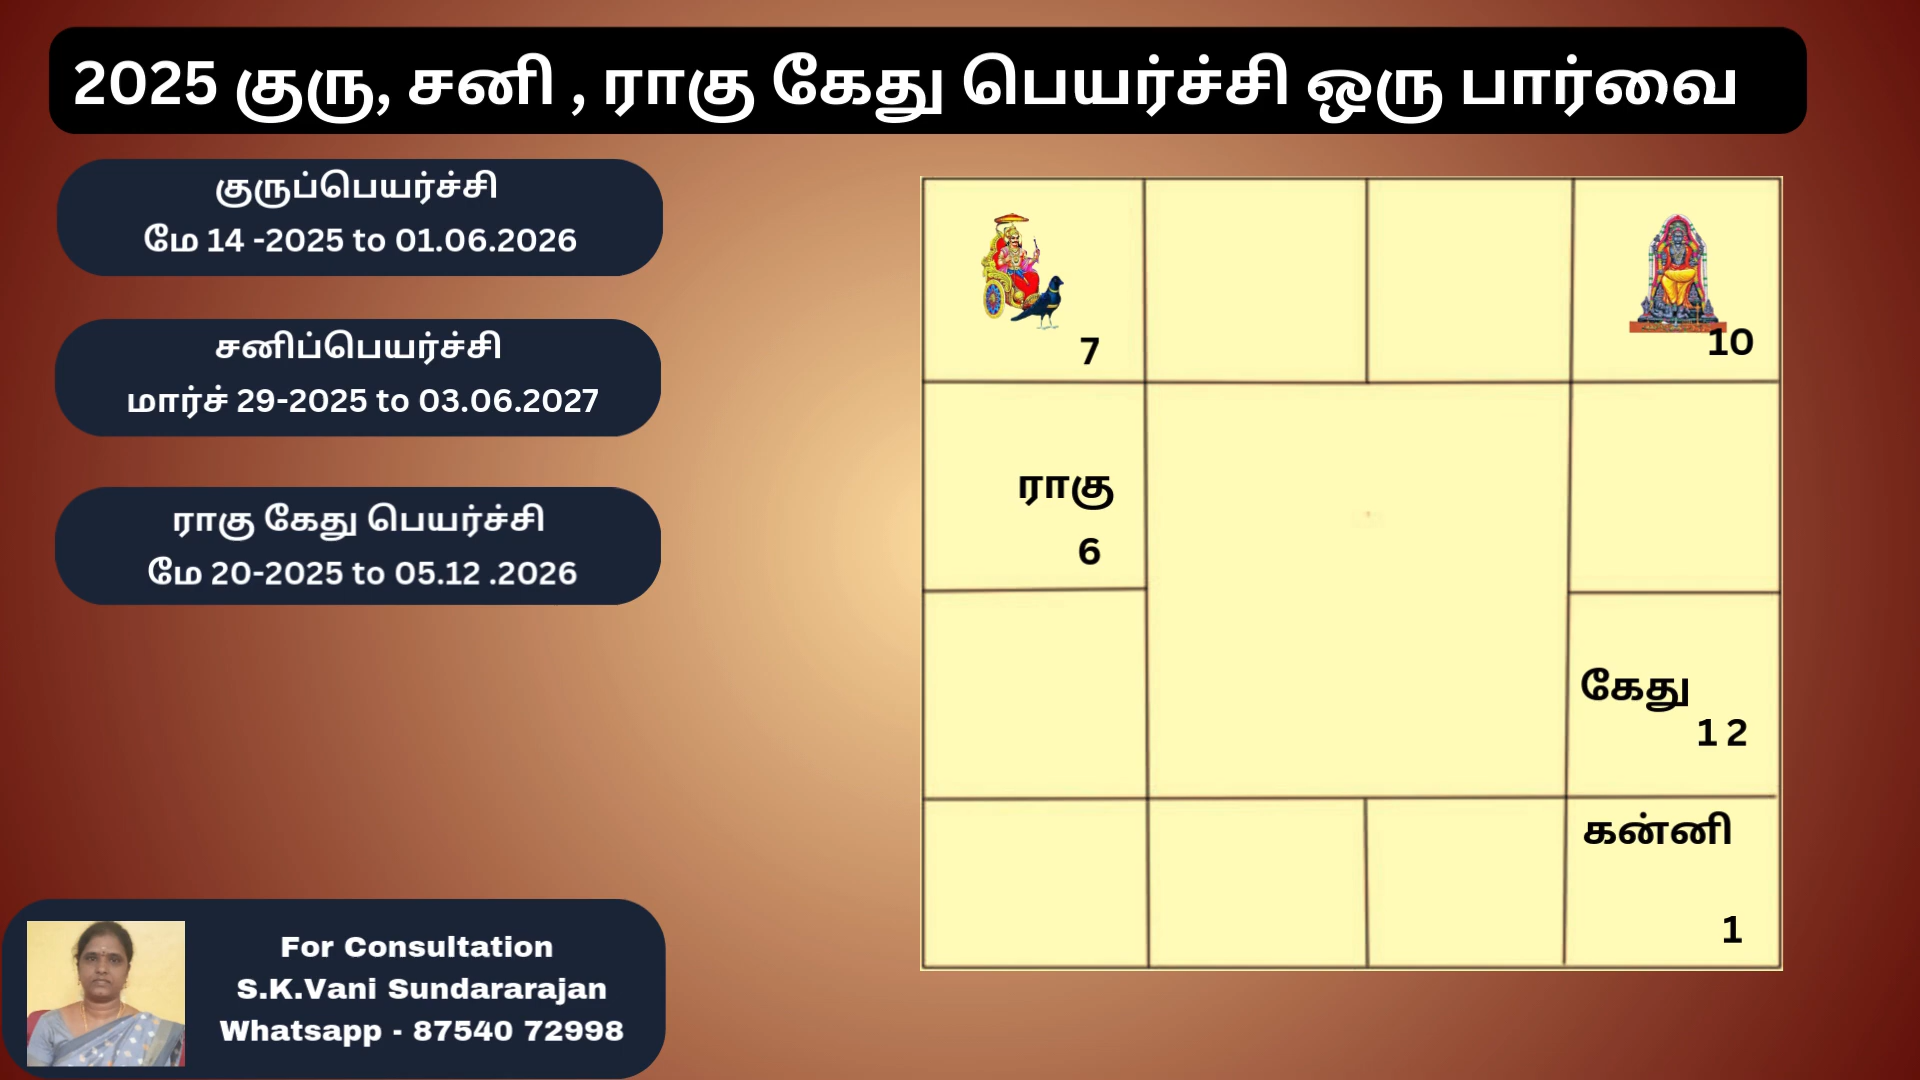 2025 குரு, சனி , ராகு கேது பெயர்ச்சி ஒரு பார்வை
குருப்பெயர்ச்சி
மே 14 -2025 to 01.06.2026
சனிப்பெயர்ச்சி
மார்ச் 29-2025 to 03.06.2027
ராகு கேது பெயர்ச்சி
மே 20-2025 to 05.12 .2026
7
10
ராகு
6
கேது
1 2
கன்னி
1
For Consultation
S.K.Vani Sundararajan
Whatsapp - 87540 72998